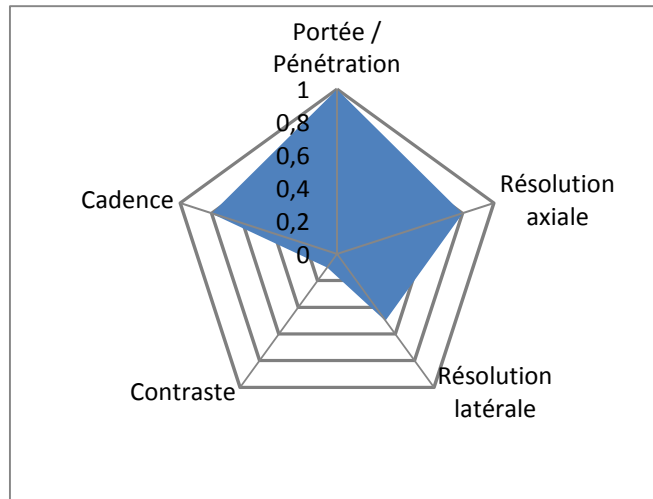 Portée /
Pénétration
1
0,8
0,6
0,4
0,2
0
Résolution
axiale
Résolution
latérale
Contraste
Cadence